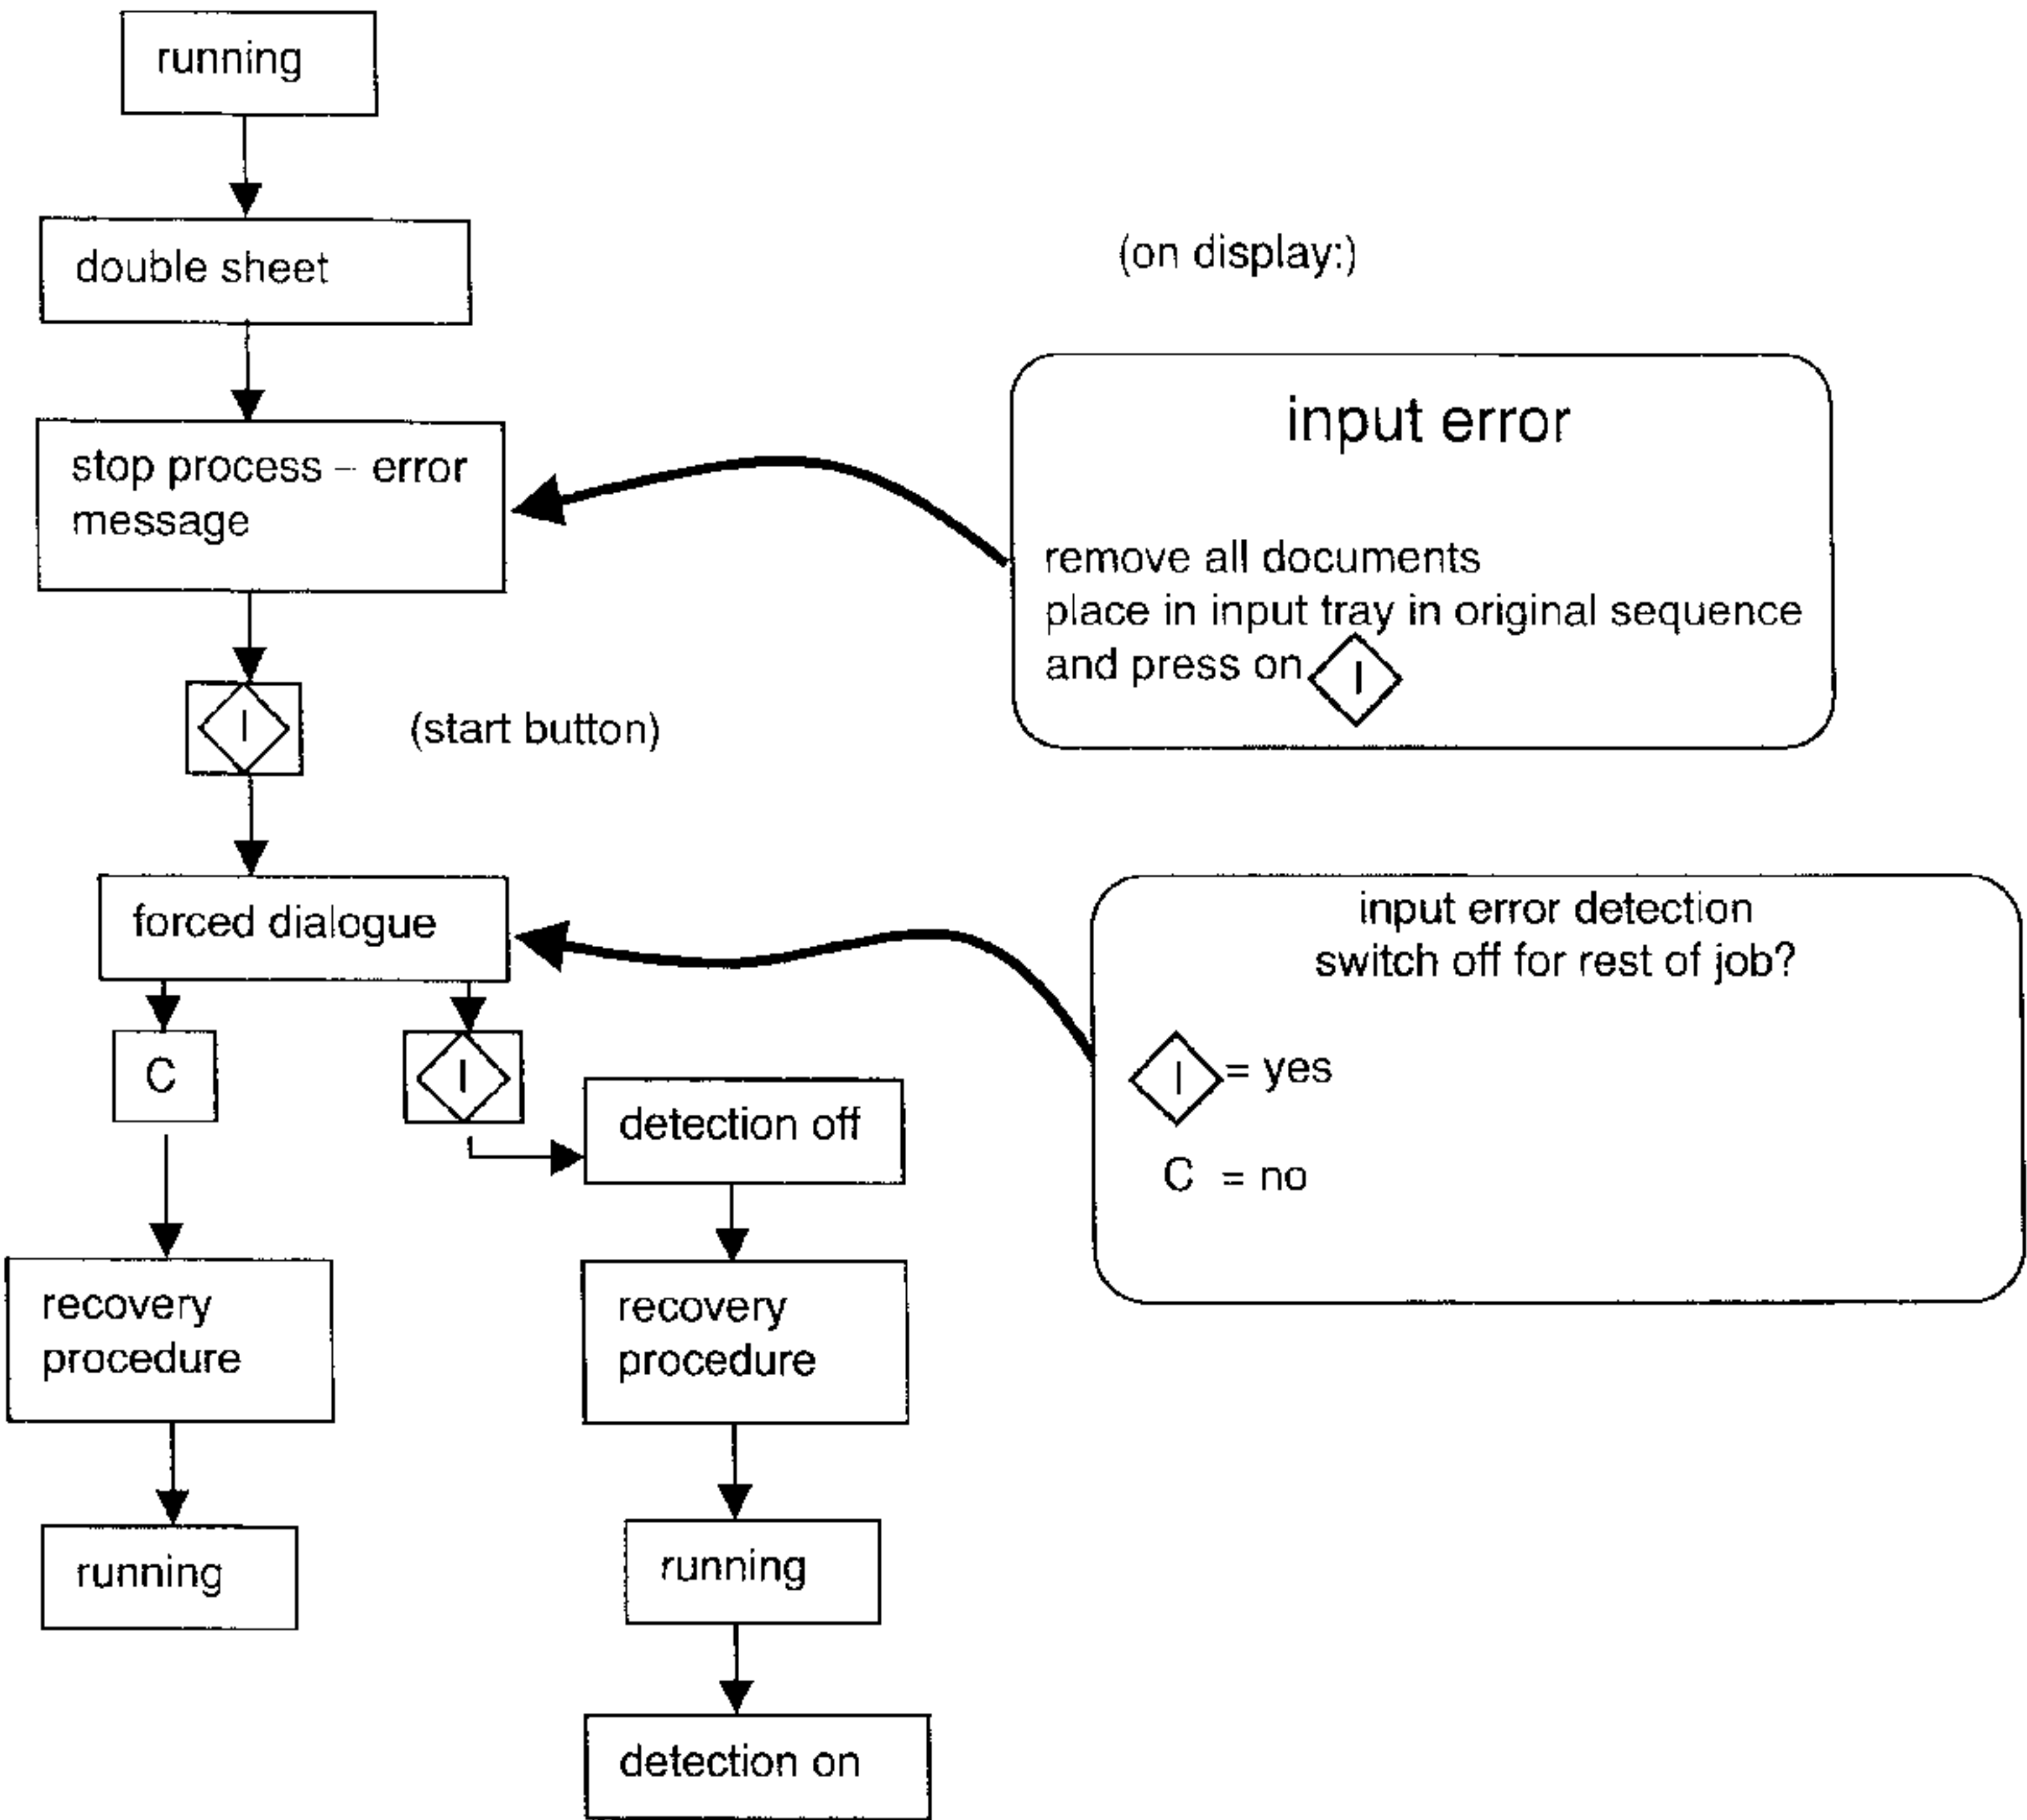 running
double sheet
(on display:)
stop process – error
message
input error
remove all documents
place in input tray in original sequence
and press on I
I
(start button)
forced dialogue
input error detection
switch off for rest of job?
I = yes
C = no
C
I
detection off
recovery
procedure
recovery
procedure
running
running
detection on